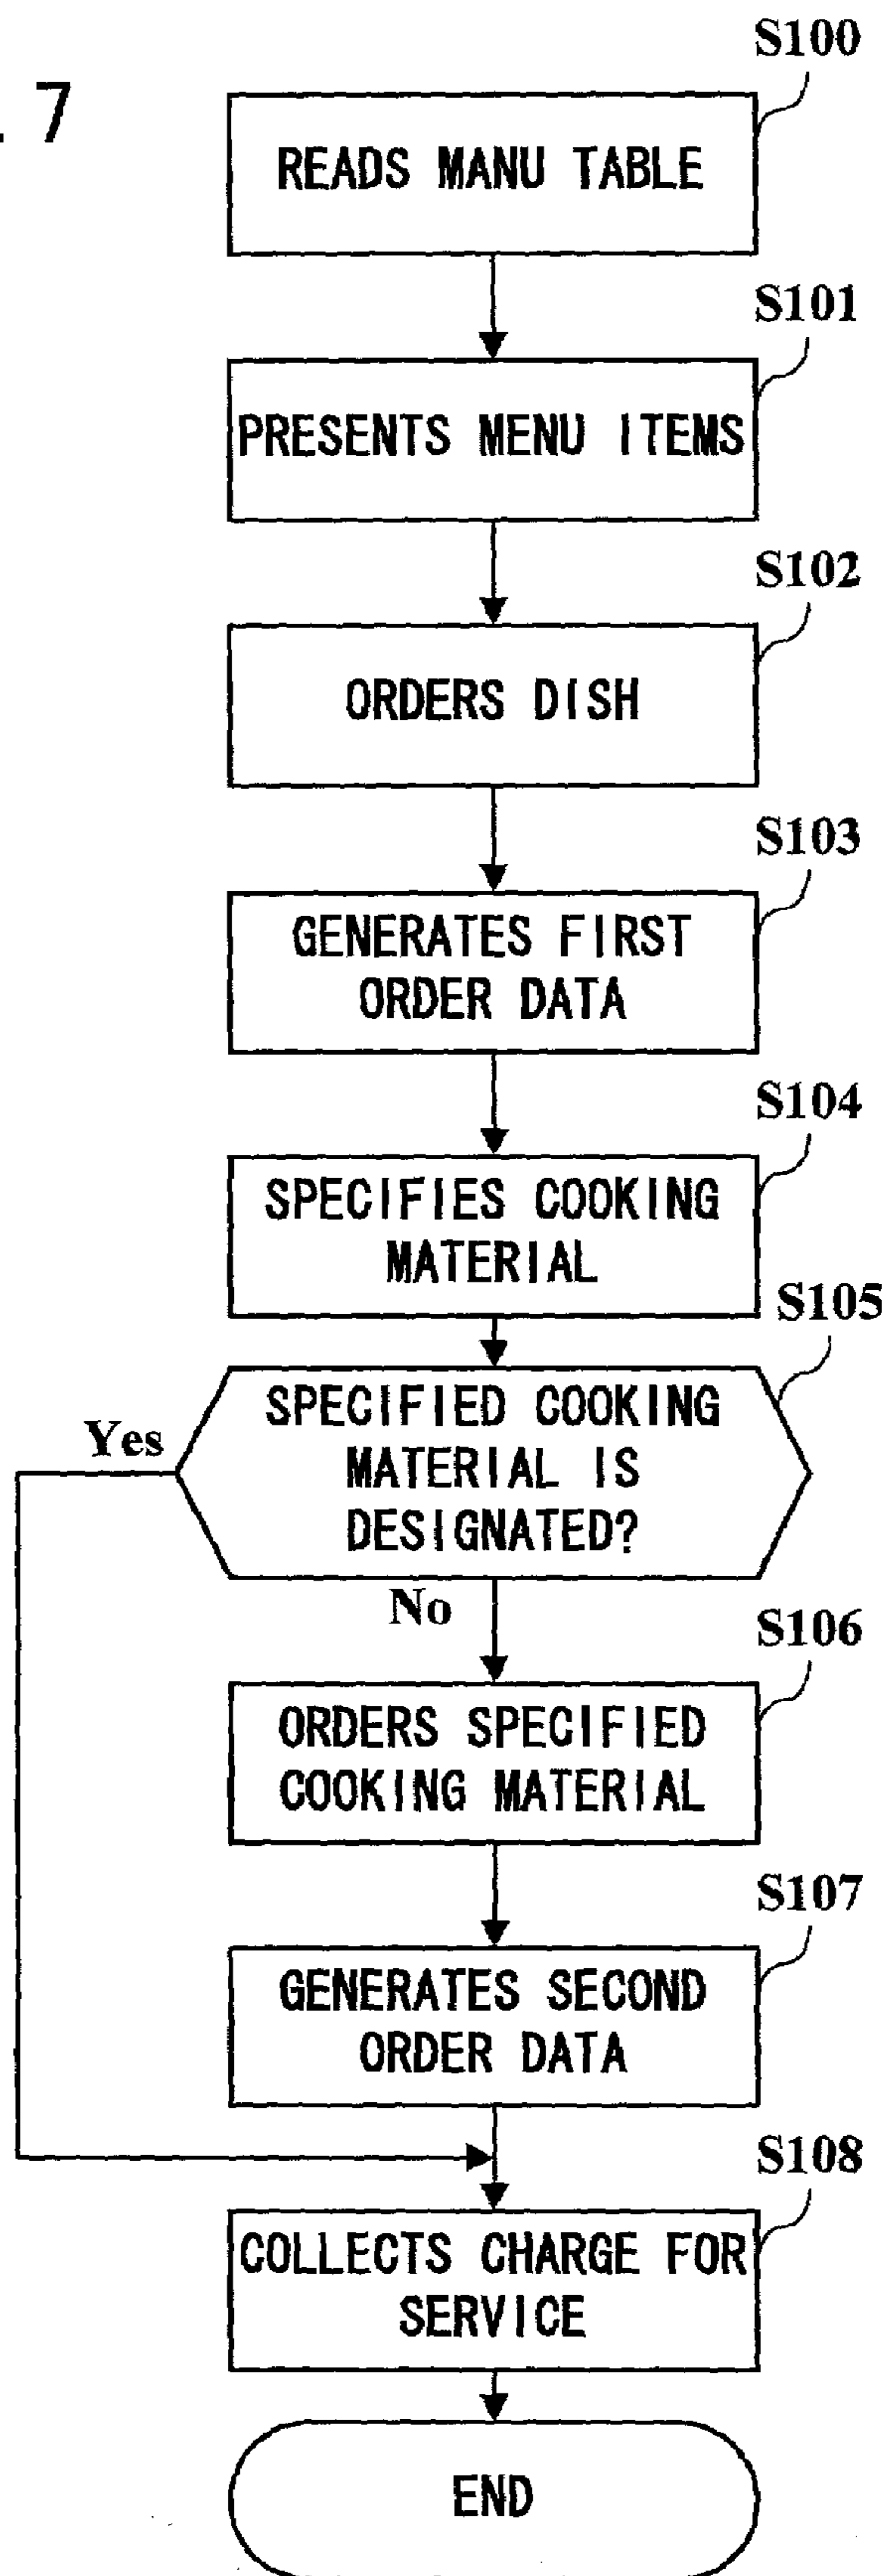 .7
S100
READS MANU TABLE
S101
PRESENTS MENU ITEMS
S102
ORDERS DISH
S103
GENERATES FIRST
ORDER DATA
S104
SPECIFIES COOKING
MATERIAL
S105
SPECIFIED COOKING
MATERIAL IS
DESIGNATED?
Yes
No
S106
ORDERS SPECIFIED
COOKING MATERIAL
S107
GENERATES SECOND
ORDER DATA
S108
COLLECTS CHARGE FOR
SERVICE
END